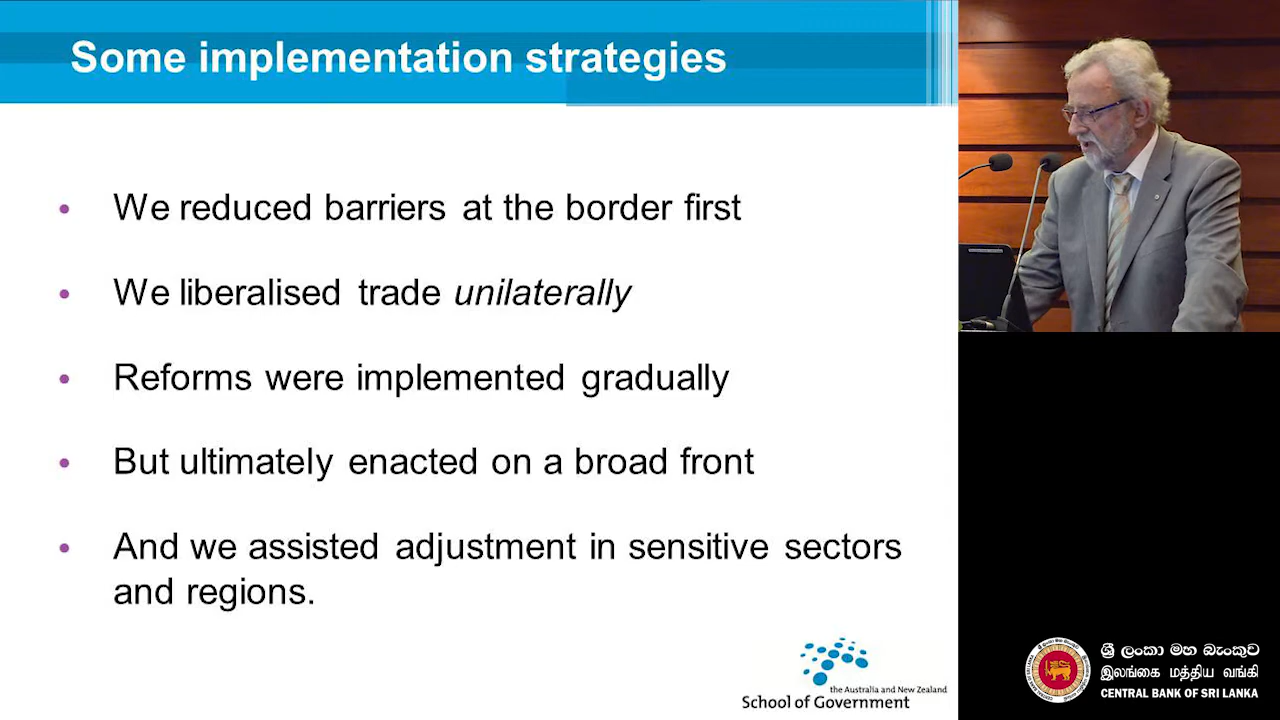 Some implementation strategies
• We reduced barriers at the border first
• We liberalised trade unilaterally
• Reforms were implemented gradually
• But ultimately enacted on a broad front
• And we assisted adjustment in sensitive sectors
and regions.
the Australia and New Zealand
School of Government
ශ්‍රී ලංකා මහ බැංකුව
இலங்கை மத்திய வங்கி
CENTRAL BANK OF SRI LANKA